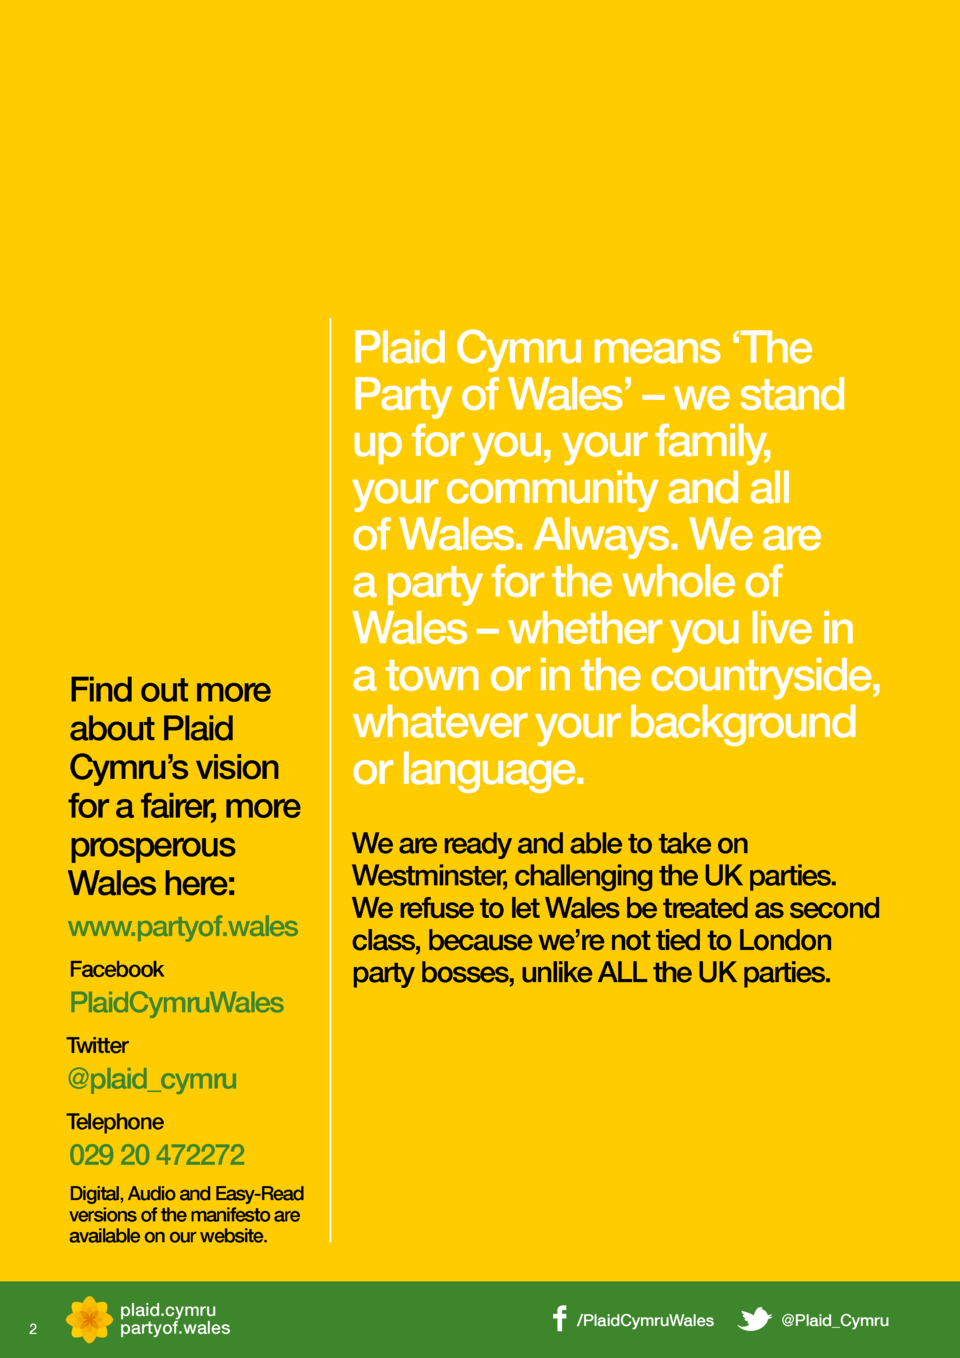 Plaid Cymru means ‘The
Party of Wales’ – we stand
up for you, your family,
your community and all
of Wales. Always. We are
a party for the whole of
Wales – whether you live in
a town or in the countryside,
whatever your background
or language.
We are ready and able to take on
Westminster, challenging the UK parties.
We refuse to let Wales be treated as second
class, because we’re not tied to London
party bosses, unlike ALL the UK parties.
Find out more
about Plaid
Cymru’s vision
for a fairer, more
prosperous
Wales here:
www.partyof.wales
Facebook
PlaidCymruWales
Twitter
@plaid_cymru
Telephone
029 20 472272
Digital, Audio and Easy-Read
versions of the manifesto are
available on our website.
2
plaid.cymru
partyof.wales
/PlaidCymruWales
@Plaid_Cymru